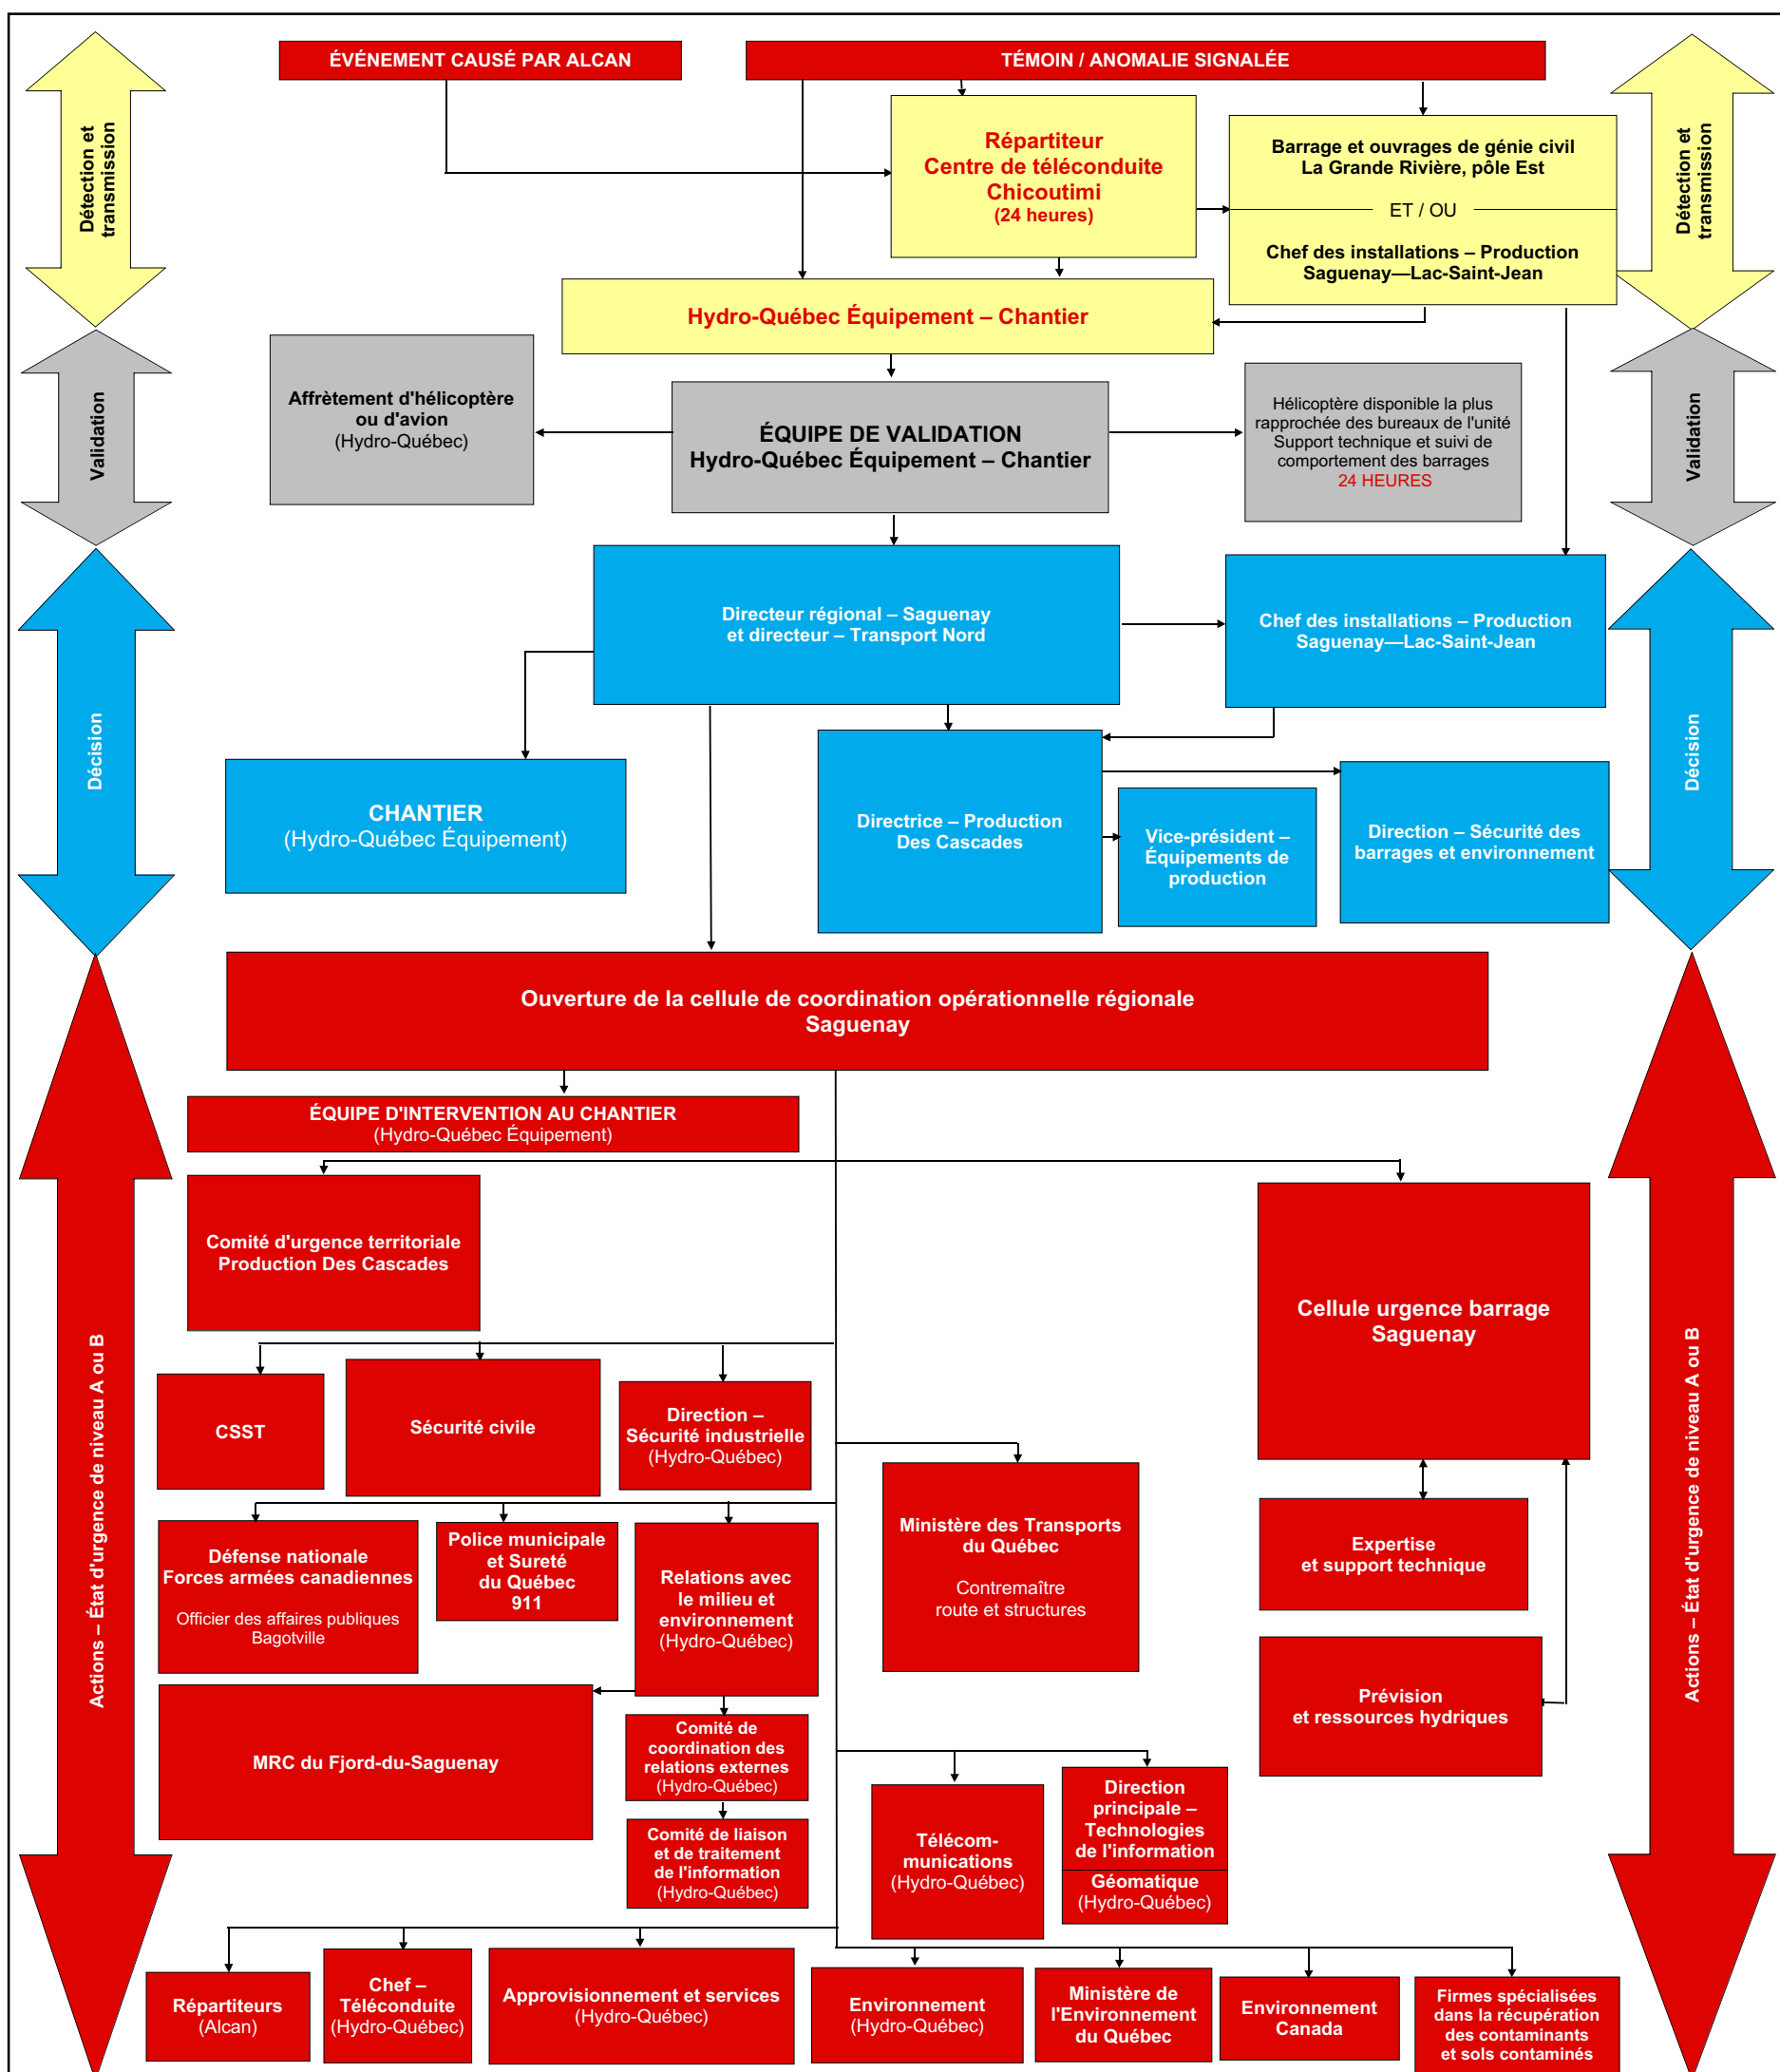 ÉVÉNEMENT CAUSÉ PAR ALCAN
TÉMOIN / ANOMALIE SIGNALÉE
Détection et
transmission
Répartiteur
Centre de téléconduite
Chicoutimi
(24 heures)
Barrage et ouvrages de génie civil
La Grande Rivière, pôle Est
ET / OU
Chef des installations – Production
Saguenay—Lac-Saint-Jean
Détection et
transmission
Hydro-Québec Équipement – Chantier
Validation
Affrètement d'hélicoptère
ou d'avion
(Hydro-Québec)
ÉQUIPE DE VALIDATION
Hydro-Québec Équipement – Chantier
Hélicoptère disponible la plus
rapprochée des bureaux de l'unité
Support technique et suivi de
comportement des barrages
24 HEURES
Validation
Décision
Directeur régional – Saguenay
et directeur – Transport Nord
Chef des installations – Production
Saguenay—Lac-Saint-Jean
Décision
CHANTIER
(Hydro-Québec Équipement)
Directrice – Production
Des Cascades
Vice-président –
Équipements de
production
Direction – Sécurité des
barrages et environnement
Ouverture de la cellule de coordination opérationnelle régionale
Saguenay
ÉQUIPE D'INTERVENTION AU CHANTIER
(Hydro-Québec Équipement)
Actions – État d'urgence de niveau A ou B
Comité d'urgence territoriale
Production Des Cascades
Cellule urgence barrage
Saguenay
Actions – État d'urgence de niveau A ou B
CSST
Sécurité civile
Direction –
Sécurité industrielle
(Hydro-Québec)
Ministère des Transports
du Québec
Contremaître
route et structures
Expertise
et support technique
Défense nationale
Forces armées canadiennes
Officier des affaires publiques
Bagotville
Police municipale
et Sureté
du Québec
911
Relations avec
le milieu et
environnement
(Hydro-Québec)
Prévision
et ressources hydriques
MRC du Fjord-du-Saguenay
Comité de
coordination des
relations externes
(Hydro-Québec)
Comité de liaison
et de traitement
de l'information
(Hydro-Québec)
Télécom-
munications
(Hydro-Québec)
Direction
principale –
Technologies
de l'information
Géomatique
(Hydro-Québec)
Répartiteurs
(Alcan)
Chef –
Téléconduite
(Hydro-Québec)
Approvisionnement et services
(Hydro-Québec)
Environnement
(Hydro-Québec)
Ministère de
l'Environnement
du Québec
Environnement
Canada
Firmes spécialisées
dans la récupération
des contaminants
et sols contaminés